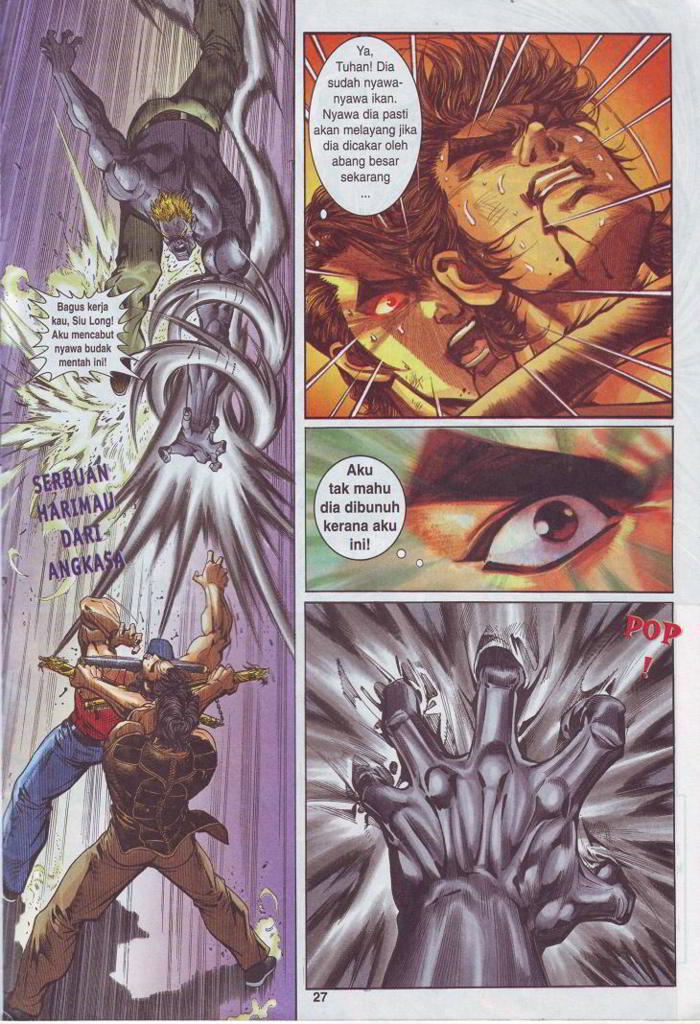 Bagus kerja
kau, Siu Long!
Aku mencabut
nyawa budak
mentah ini!
SERBUAN
HARIMAU
DARI
ANGKASA
Ya,
Tuhan! Dia
sudah nyawa-
nyawa ikan.
Nyawa dia pasti
akan melayang jika
dia dicakar oleh
abang besar
sekarang
...
Aku
tak mahu
dia dibunuh
kerana aku
ini!
POP
!
27